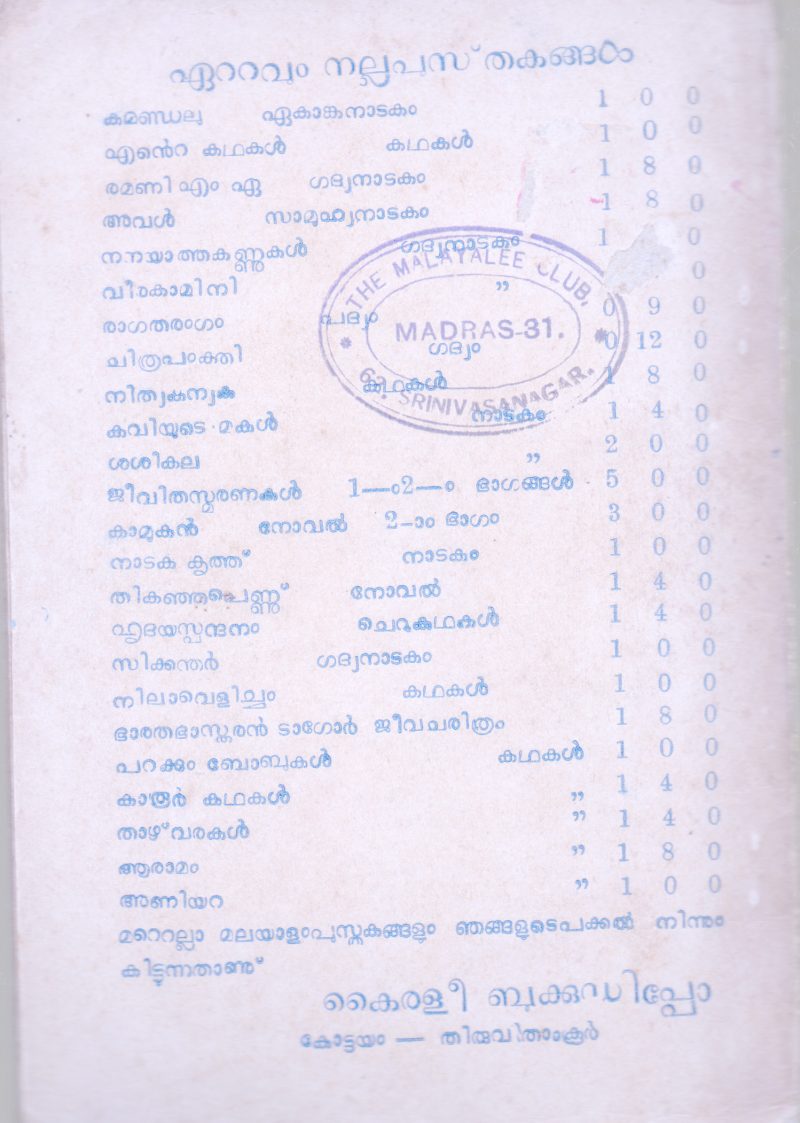 ഏററവും നല്ലപുസ്തകങ്ങൾ
കമണ്ഡലു ഏകാങ്കനാടകം 1 0 0
എൻെറ കഥകൾ കഥകൾ 1 0 0
രമണി എം ഏ ഗദ്യനാടകം 1 8 0
അവൾ സാമുഹ്യനാടകം 1 8 0
നനയാത്തകണ്ണുകൾ ഗദ്യനാടകം 1 0
വീരകാമിനി ,, 0
രാഗതരംഗം പദ്യം 0 9 0
ചിത്രപംക്തി ഗദ്യം 0 12 0
നിത്യകന്യക കഥകൾ 1 8 0
കവിയുടെ മകൾ നാടകം 1 4 0
ശശികല ,, 2 0 0
ജീവിതസ്മരണകൾ 1—ം2—ം ഭാഗങ്ങൾ 5 0 0
കാമുകൻ നോവൽ 2-ാം ഭാഗം 3 0 0
നാടക കൃത്ത് നാടകം 1 0 0
തികഞ്ഞപെണ്ണ് നോവൽ 1 4 0
ഹൃദയസ്പന്ദനം ചെറുകഥകൾ 1 4 0
സിക്കന്തർ ഗദ്യനാടകം 1 0 0
നിലാവെളിച്ചം കഥകൾ 1 0 0
ഭാരതഭാസ്കരൻ ടാഗോർ ജീവചരിത്രം 1 8 0
പറക്കും ബോംബുകൾ കഥകൾ 1 0 0
കാരൂർ കഥകൾ ,, 1 4 0
താഴ്വരകൾ ,, 1 4 0
ആരാമം ,, 1 8 0
അണിയറ ,, 1 0 0
മറെറല്ലാ മലയാളംപുസ്തകങ്ങളും ഞങ്ങളുടെപക്കൽ നിന്നും
കിട്ടുന്നതാണ്
കൈരളീ ബുക്കുഡിപ്പോ
കോട്ടയം — തിരുവിതാംകൂർ
THE MALAYALEE CLUB,
MADRAS-31.
63, SRINIVASANAGAR.